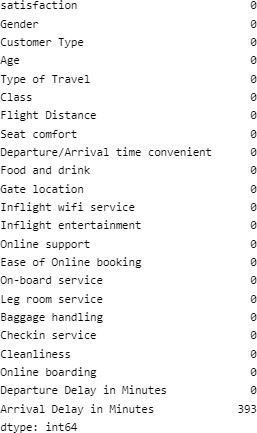 satisfaction 0
Gender 0
Customer Type 0
Age 0
Type of Travel 0
Class 0
Flight Distance 0
Seat comfort 0
Departure/Arrival time convenient 0
Food and drink 0
Gate location 0
Inflight wifi service 0
Inflight entertainment 0
Online support 0
Ease of Online booking 0
On-board service 0
Leg room service 0
Baggage handling 0
Checkin service 0
Cleanliness 0
Online boarding 0
Departure Delay in Minutes 0
Arrival Delay in Minutes 393
dtype: int64